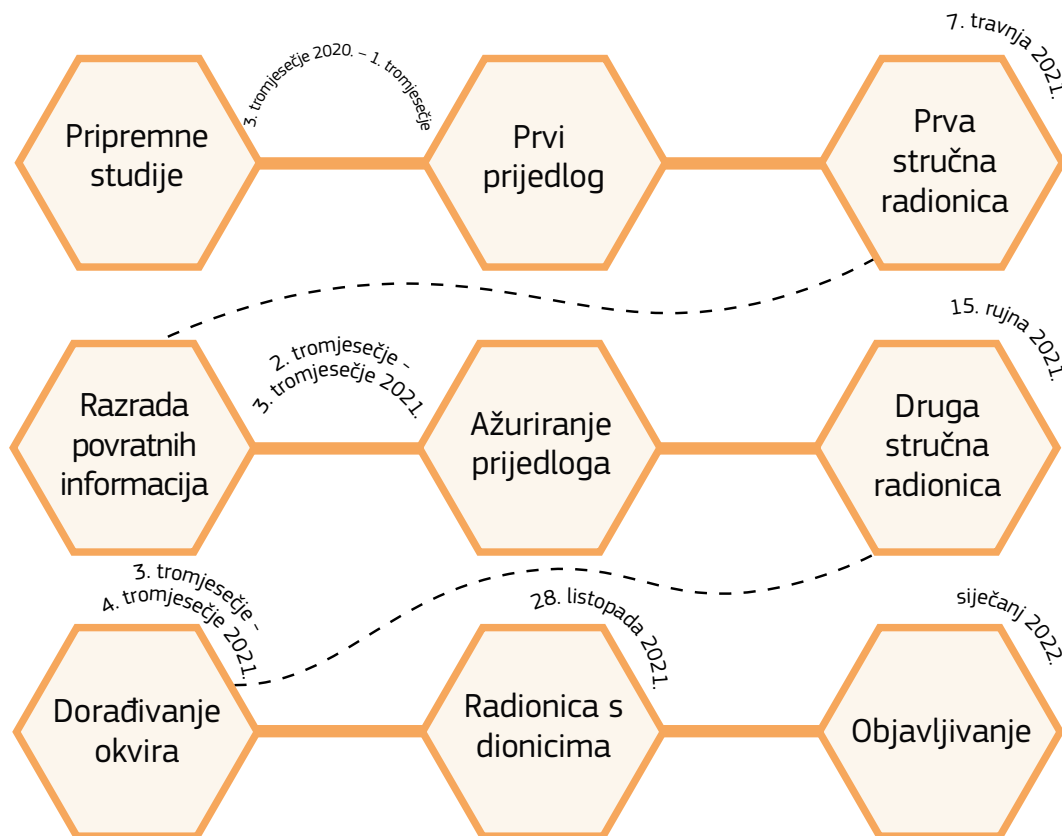 Pripremne
studije
3. tromjesečje 2020. – 1. tromjesečje
Prvi
prijedlog
7. travnja 2021.
Prva
stručna
radionica
Razrada
povratnih
informacija
2. tromjesečje –
3. tromjesečje 2021.
Ažuriranje
prijedloga
15. rujna 2021.
Druga
stručna
radionica
3. tromjesečje –
4. tromjesečje 2021.
Dorađivanje
okvira
28. listopada 2021.
Radionica s
dionicima
siječanj 2022.
Objavljivanje